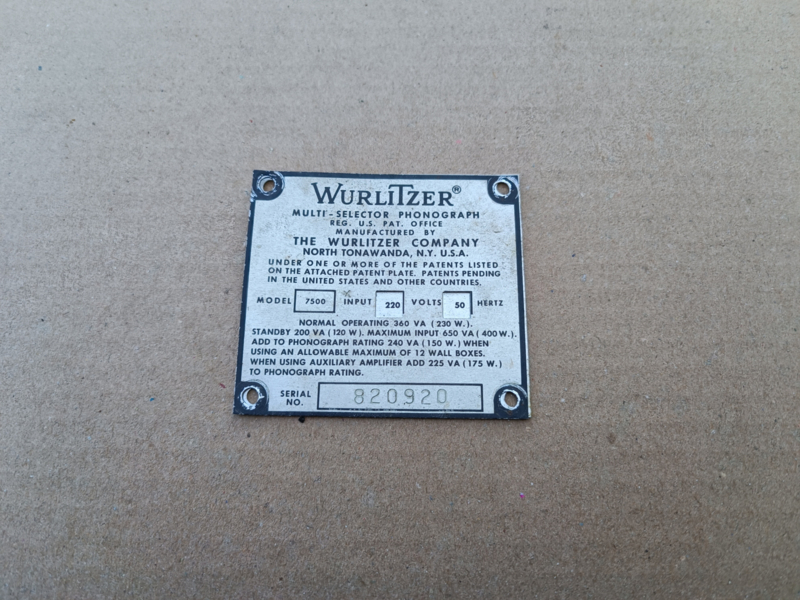 WURLITZER®
MULTI-SELECTOR PHONOGRAPH
REG. U.S. PAT. OFFICE
MANUFACTURED BY
THE WURLITZER COMPANY
NORTH TONAWANDA, N.Y. U.S.A.
UNDER ONE OR MORE OF THE PATENTS LISTED
ON THE ATTACHED PATENT PLATE. PATENTS PENDING
IN THE UNITED STATES AND OTHER COUNTRIES.
MODEL 7500 INPUT 220 VOLTS 50 HERTZ
NORMAL OPERATING 360 VA (230 W.).
STANDBY 200 VA (120 W). MAXIMUM INPUT 650 VA (400 W.).
ADD TO PHONOGRAPH RATING 240 VA (150 W.) WHEN
USING AN ALLOWABLE MAXIMUM OF 12 WALL BOXES.
WHEN USING AUXILIARY AMPLIFIER ADD 225 VA (175 W.)
TO PHONOGRAPH RATING.
SERIAL NO. 820920